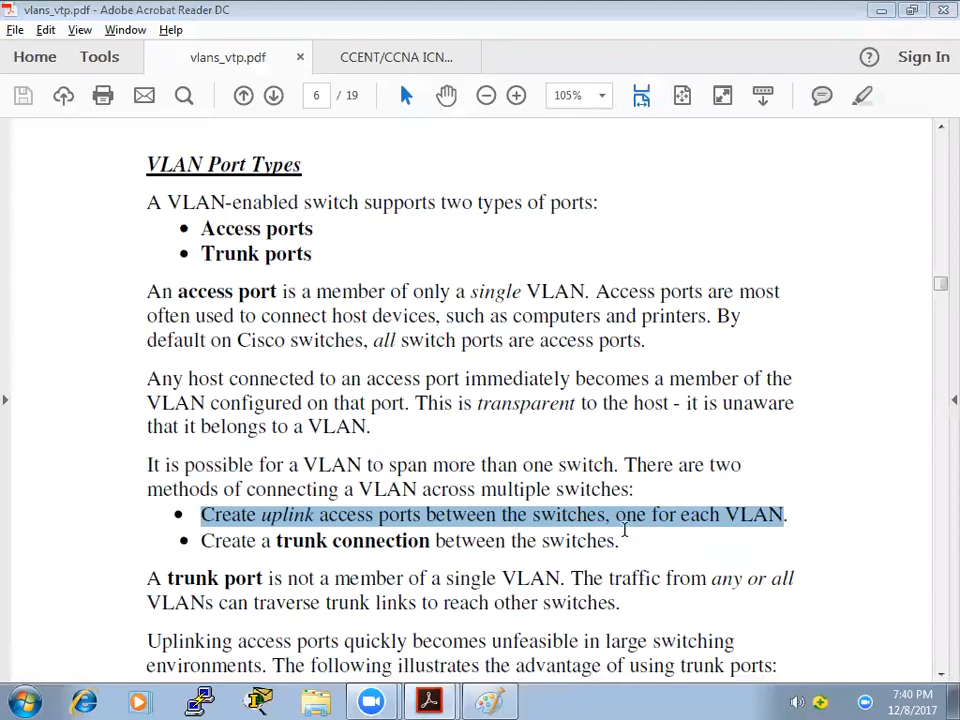 vlans_vtp.pdf - Adobe Acrobat Reader DC
File Edit View Window Help
Home Tools vlans_vtp.pdf × CCENT/CCNA ICN... Sign In
6 / 19 105%
VLAN Port Types
A VLAN-enabled switch supports two types of ports:
• Access ports
• Trunk ports
An access port is a member of only a single VLAN. Access ports are most
often used to connect host devices, such as computers and printers. By
default on Cisco switches, all switch ports are access ports.
Any host connected to an access port immediately becomes a member of the
VLAN configured on that port. This is transparent to the host - it is unaware
that it belongs to a VLAN.
It is possible for a VLAN to span more than one switch. There are two
methods of connecting a VLAN across multiple switches:
• Create uplink access ports between the switches, one for each VLAN.
• Create a trunk connection between the switches.
A trunk port is not a member of a single VLAN. The traffic from any or all
VLANs can traverse trunk links to reach other switches.
Uplinking access ports quickly becomes unfeasible in large switching
environments. The following illustrates the advantage of using trunk ports:
7:40 PM
12/8/2017